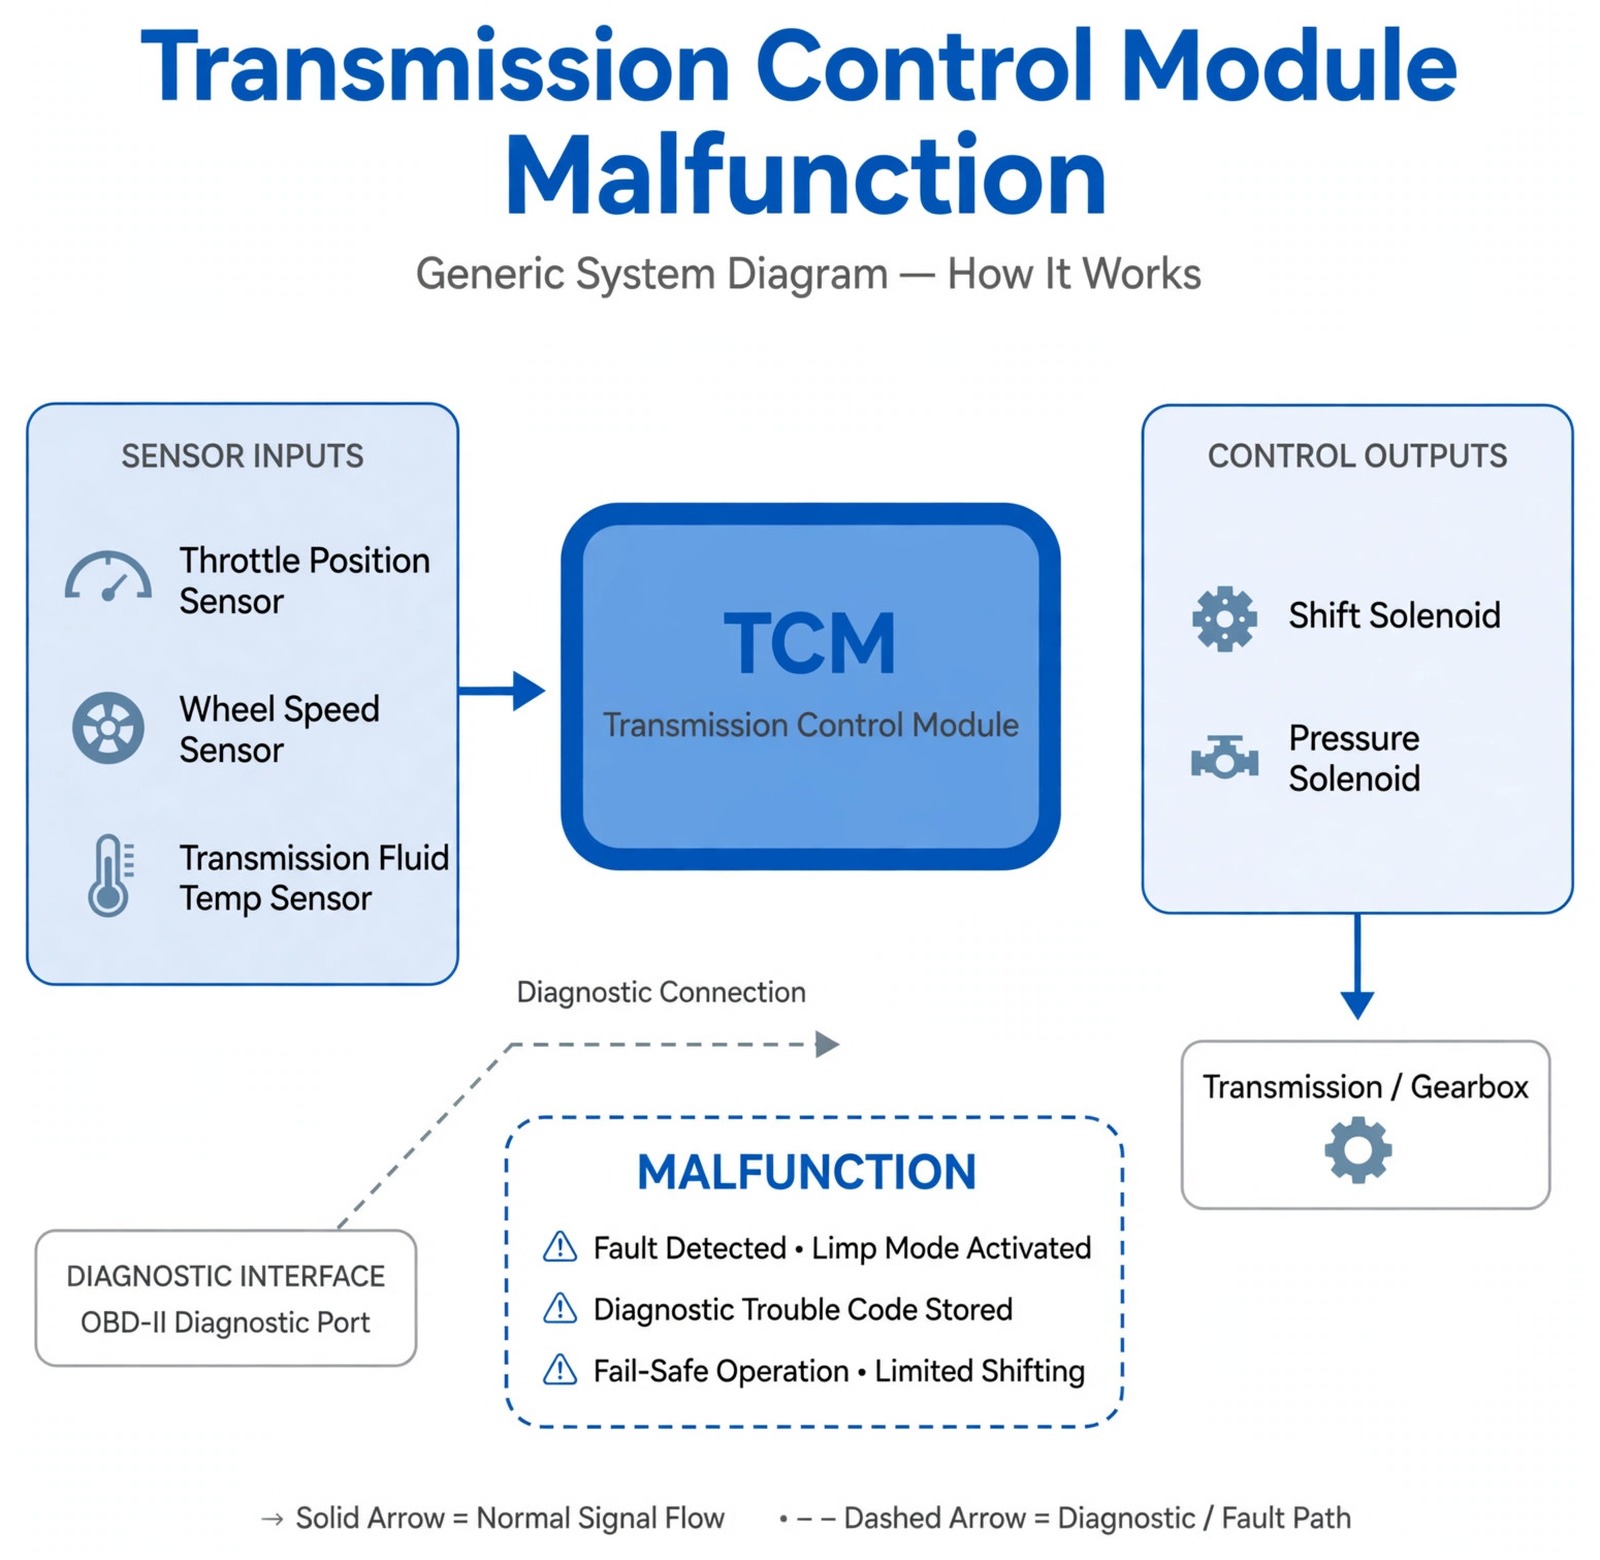 Transmission Control Module
Malfunction
Generic System Diagram — How It Works
SENSOR INPUTS
Throttle Position
Sensor
Wheel Speed
Sensor
Transmission Fluid
Temp Sensor
TCM
Transmission Control Module
CONTROL OUTPUTS
Shift Solenoid
Pressure
Solenoid
Transmission / Gearbox
Diagnostic Connection
DIAGNOSTIC INTERFACE
OBD-II Diagnostic Port
MALFUNCTION
Fault Detected • Limp Mode Activated
Diagnostic Trouble Code Stored
Fail-Safe Operation • Limited Shifting
→ Solid Arrow = Normal Signal Flow
• – – Dashed Arrow = Diagnostic / Fault Path